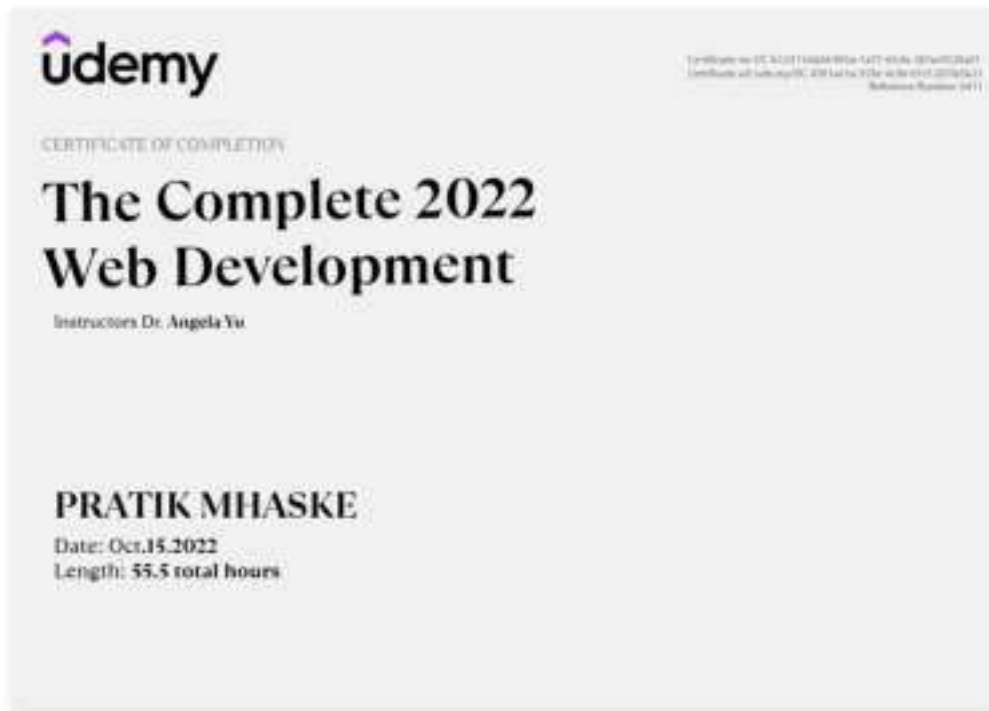 udemy
CERTIFICATE OF COMPLETION
The Complete 2022
Web Development
Instructors Dr. Angela Yu
PRATIK MHASKE
Date: Oct.15.2022
Length: 55.5 total hours